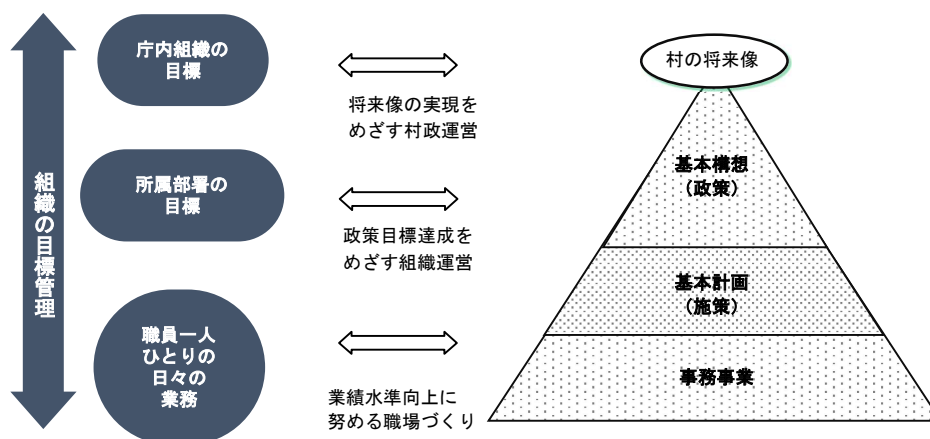 組織の目標管理
庁内組織の
目標
将来像の実現を
めざす村政運営
村の将来像
所属部署の
目標
政策目標達成を
めざす組織運営
基本構想
（政策）
基本計画
（施策）
職員一人
ひとりの
日々の
業務
業績水準向上に
努める職場づくり
事務事業